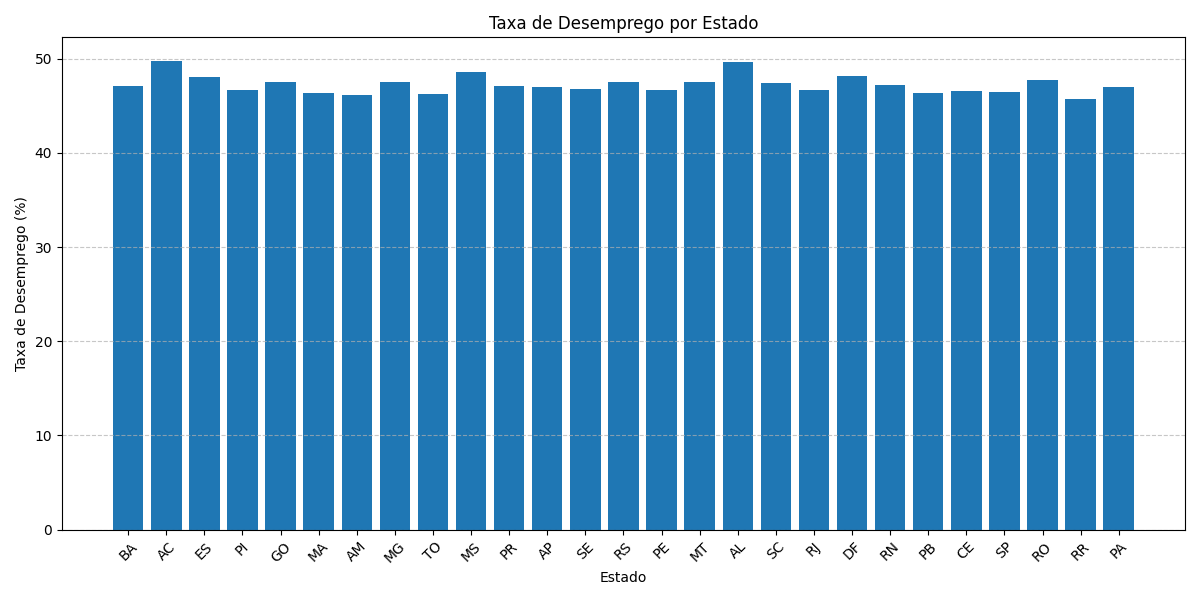 Taxa de Desemprego por Estado
Taxa de Desemprego (%)
50
40
30
20
10
0
BA AC ES PI GO MA AM MG TO MS PR AP SE RS PE MT AL SC RJ DF RN PB CE SP RO RR PA
Estado